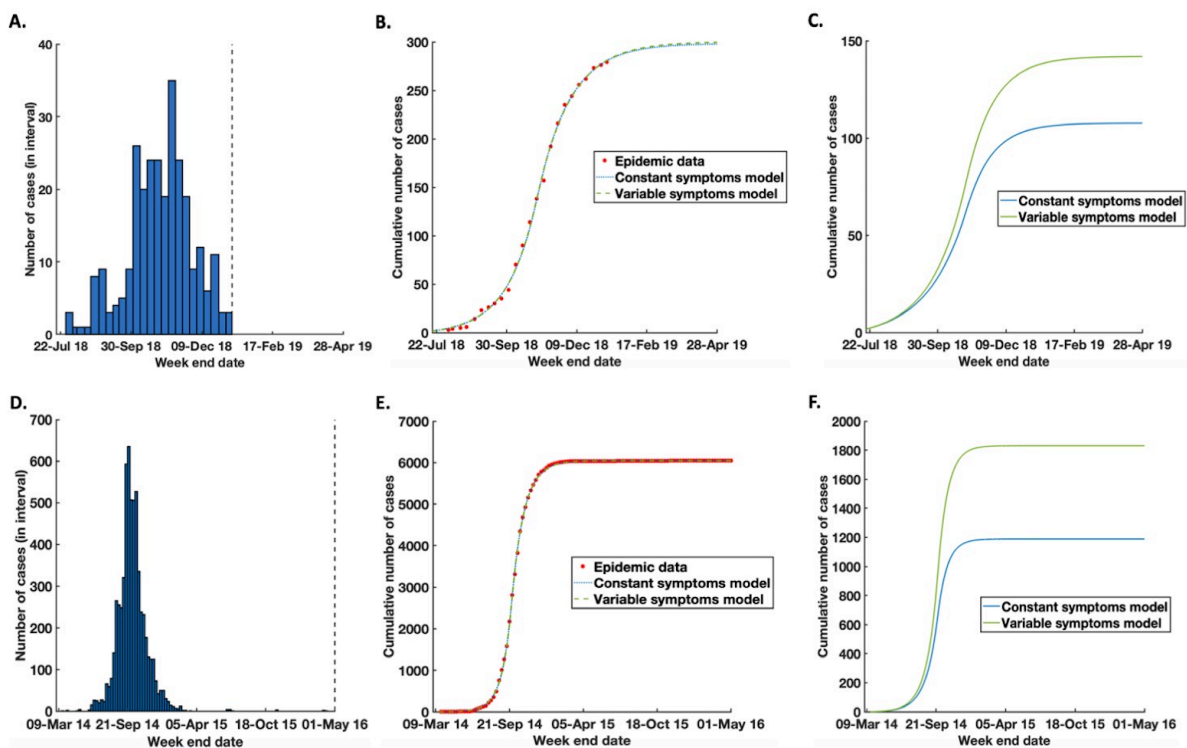 A.
40
30
20
10
0
Number of cases (in interval)
22-Jul 18 30-Sep 18 09-Dec 18 17-Feb 19 28-Apr 19
Week end date
B.
300
250
200
150
100
50
0
Cumulative number of cases
Epidemic data
Constant symptoms model
Variable symptoms model
22-Jul 18 30-Sep 18 09-Dec 18 17-Feb 19 28-Apr 19
Week end date
C.
150
100
50
0
Cumulative number of cases
Constant symptoms model
Variable symptoms model
22-Jul 18 30-Sep 18 09-Dec 18 17-Feb 19 28-Apr 19
Week end date
D.
700
600
500
400
300
200
100
0
Number of cases (in interval)
09-Mar 14 21-Sep 14 05-Apr 15 18-Oct 15 01-May 16
Week end date
E.
7000
6000
5000
4000
3000
2000
1000
0
Cumulative number of cases
Epidemic data
Constant symptoms model
Variable symptoms model
09-Mar 14 21-Sep 14 05-Apr 15 18-Oct 15 01-May 16
Week end date
F.
2000
1800
1600
1400
1200
1000
800
600
400
200
0
Cumulative number of cases
Constant symptoms model
Variable symptoms model
09-Mar 14 21-Sep 14 05-Apr 15 18-Oct 15 01-May 16
Week end date